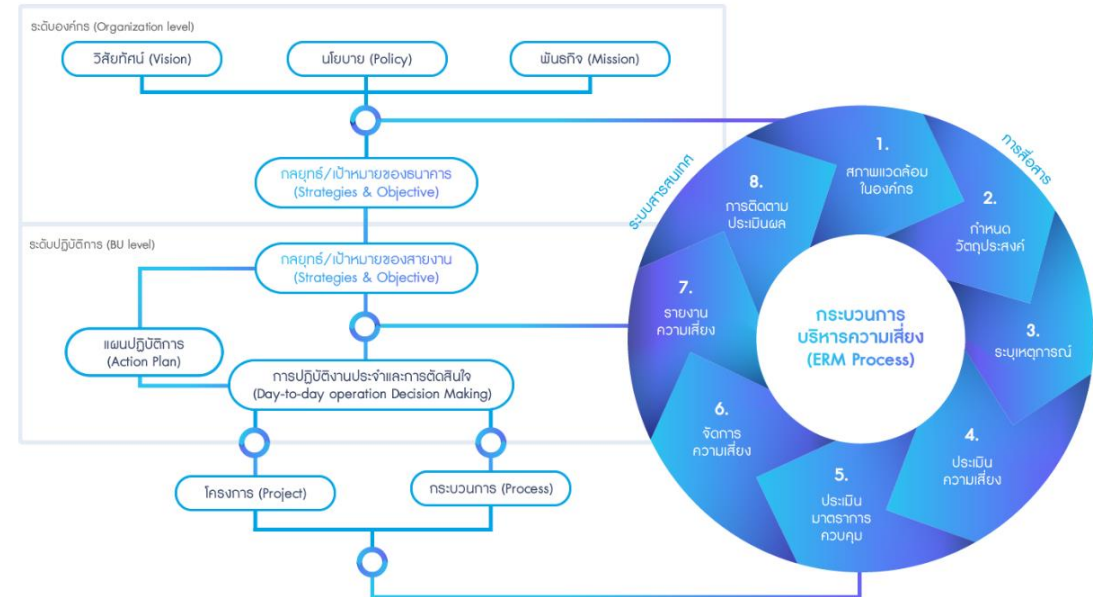 ระดับองค์กร (Organization level)
วิสัยทัศน์ (Vision)
นโยบาย (Policy)
พันธกิจ (Mission)
กลยุทธ์/เป้าหมายของธนาคาร
(Strategies & Objective)
ระดับปฏิบัติการ (BU level)
กลยุทธ์/เป้าหมายของสายงาน
(Strategies & Objective)
แผนปฏิบัติการ
(Action Plan)
การปฏิบัติงานประจำและการตัดสินใจ
(Day-to-day operation Decision Making)
โครงการ (Project)
กระบวนการ (Process)
ระบบสารสนเทศ
การสื่อสาร
1.
สภาพแวดล้อม
ในองค์กร
2.
กำหนด
วัตถุประสงค์
3.
ระบุเหตุการณ์
4.
ประเมิน
ความเสี่ยง
5.
ประเมิน
มาตราการ
ควบคุม
6.
จัดการ
ความเสี่ยง
7.
รายงาน
ความเสี่ยง
8.
การติดตาม
ประเมินผล
กระบวนการ
บริหารความเสี่ยง
(ERM Process)